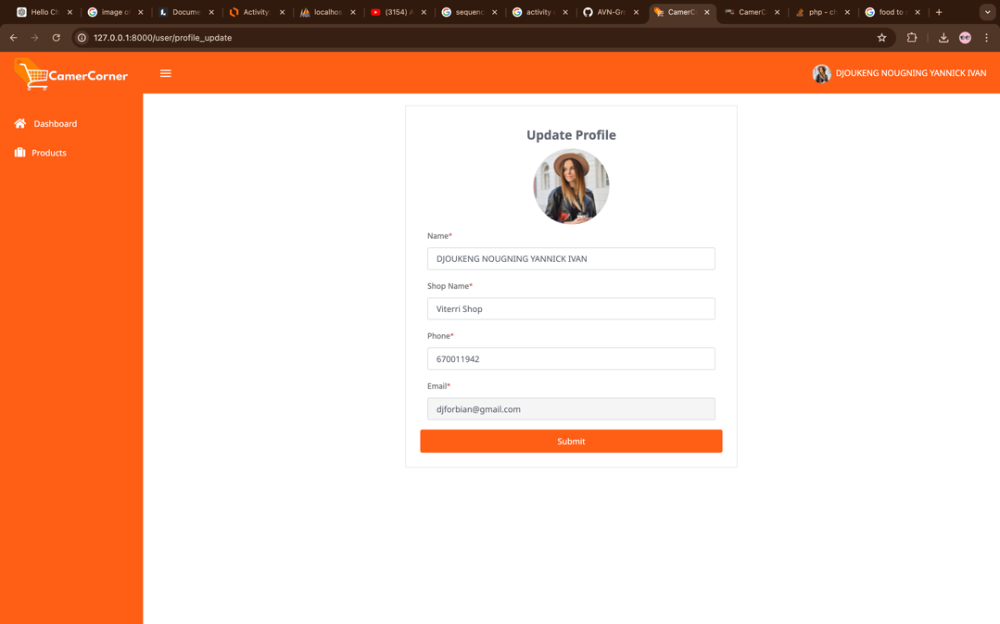 Hello Ch
image o
Docume
Activity:
localhos
(3154) A
sequenc
activity
AVN-Gr
CamerC
CamerC
php - ch
food to
127.0.0.1:8000/user/profile_update
CamerCorner
DJOUKENG NOUGNING YANNICK IVAN
Dashboard
Products
Update Profile
Name*
DJOUKENG NOUGNING YANNICK IVAN
Shop Name*
Viterri Shop
Phone*
670011942
Email*
djforbian@gmail.com
Submit